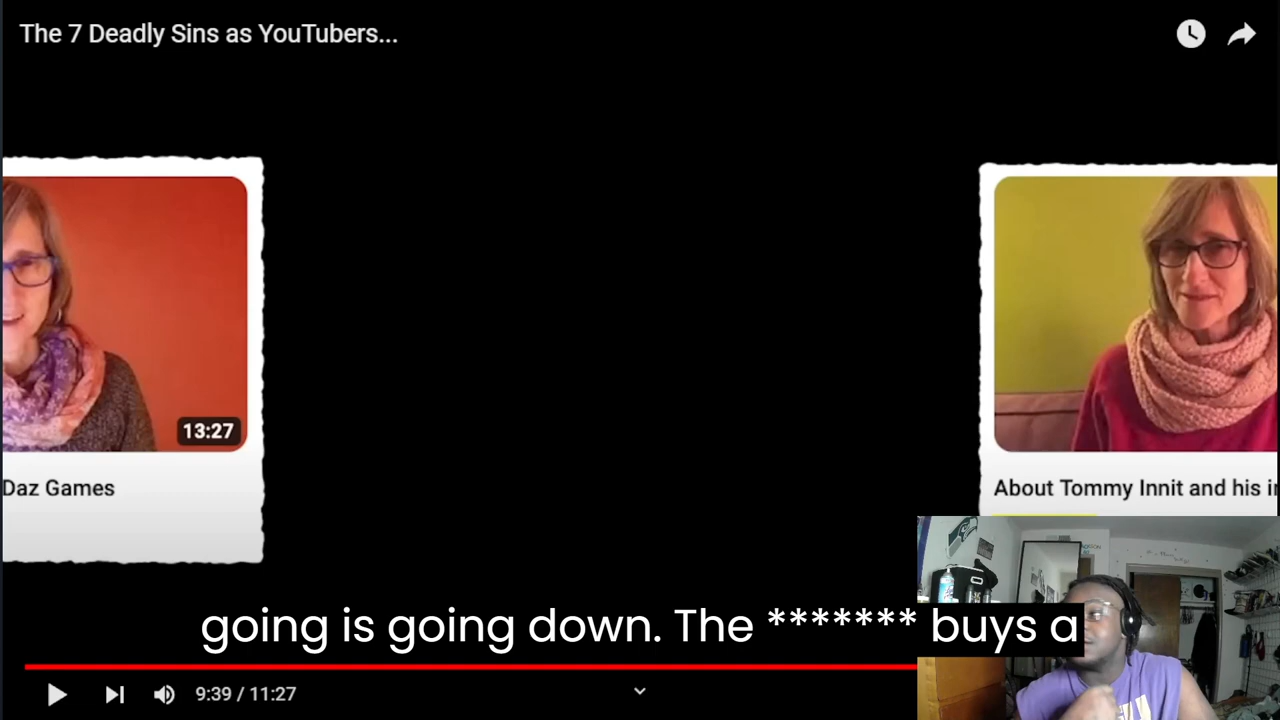 The 7 Deadly Sins as YouTubers...
13:27
Daz Games
About Tommy Innit and his i
going is going down. The ******* buys a
9:39 / 11:27